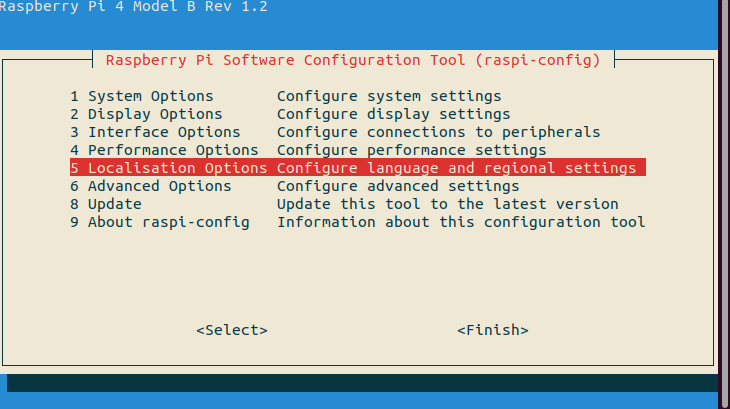 Raspberry Pi 4 Model B Rev 1.2
Raspberry Pi Software Configuration Tool (raspi-config)
1 System Options Configure system settings
2 Display Options Configure display settings
3 Interface Options Configure connections to peripherals
4 Performance Options Configure performance settings
5 Localisation Options Configure language and regional settings
6 Advanced Options Configure advanced settings
8 Update Update this tool to the latest version
9 About raspi-config Information about this configuration tool
<Select> <Finish>